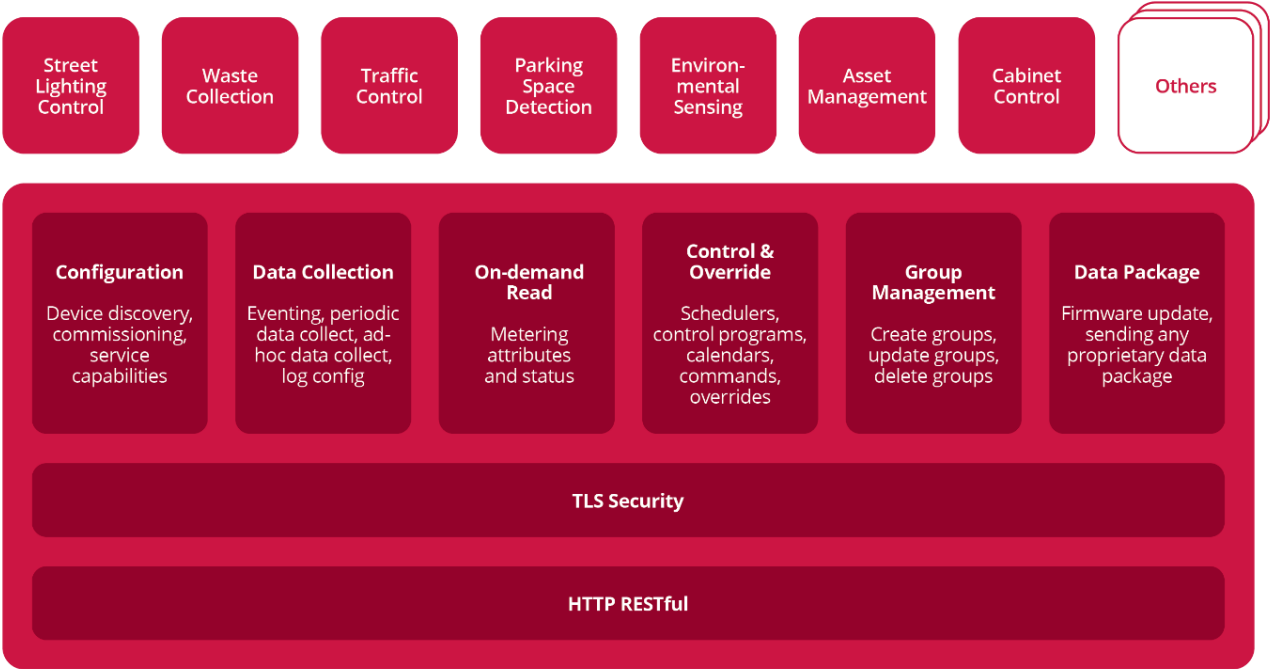 Street
Lighting
Control
Waste
Collection
Traffic
Control
Parking
Space
Detection
Environ-
mental
Sensing
Asset
Management
Cabinet
Control
Others
Configuration
Device discovery,
commissioning,
service
capabilities
Data Collection
Eventing, periodic
data collect, ad-
hoc data collect,
log config
On-demand
Read
Metering
attributes
and status
Control &
Override
Schedulers,
control programs,
calendars,
commands,
overrides
Group
Management
Create groups,
update groups,
delete groups
Data Package
Firmware update,
sending any
proprietary data
package
TLS Security
HTTP RESTful